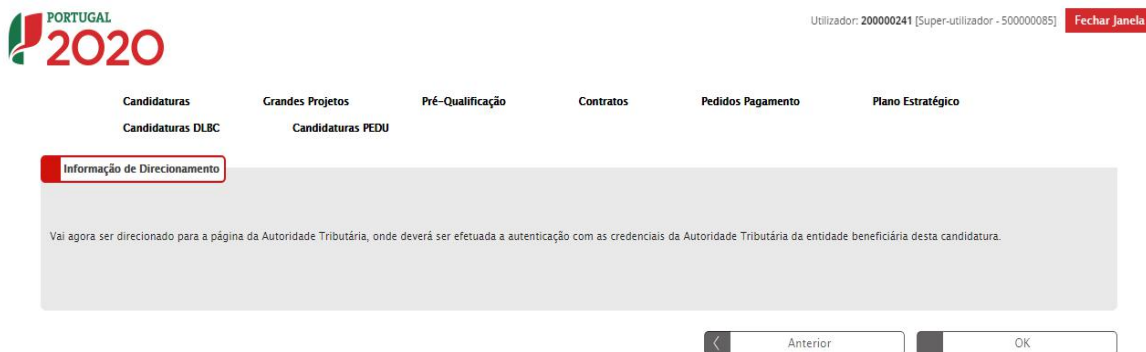 PORTUGAL
2020
Utilizador: 200000241 [Super-utilizador - 500000085]
Fechar Janela
Candidaturas Grandes Projetos Pré-Qualificação Contratos Pedidos Pagamento Plano Estratégico
Candidaturas DLBC Candidaturas PEDU
Informação de Direcionamento
Vai agora ser direcionado para a página da Autoridade Tributária, onde deverá ser efetuada a autenticação com as credenciais da Autoridade Tributária da entidade beneficiária desta candidatura.
Anterior OK